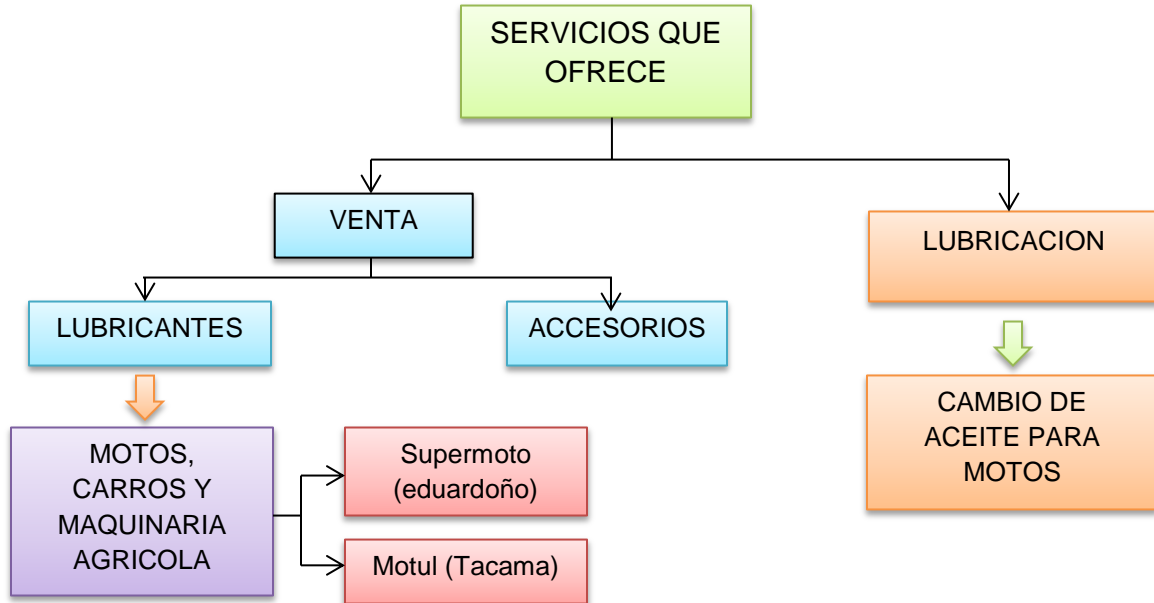 SERVICIOS QUE
OFRECE
VENTA
LUBRICACION
LUBRICANTES
ACCESORIOS
MOTOS,
CARROS Y
MAQUINARIA
AGRICOLA
Supermoto
(eduardoño)
Motul (Tacama)
CAMBIO DE
ACEITE PARA
MOTOS